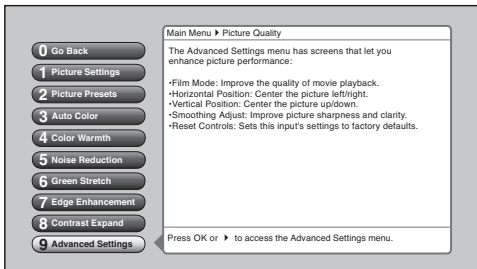 Main Menu ▶ Picture Quality
0 Go Back
1 Picture Settings
2 Picture Presets
3 Auto Color
4 Color Warmth
5 Noise Reduction
6 Green Stretch
7 Edge Enhancement
8 Contrast Expand
9 Advanced Settings
The Advanced Settings menu has screens that let you
enhance picture performance:
•Film Mode: Improve the quality of movie playback.
•Horizontal Position: Center the picture left/right.
•Vertical Position: Center the picture up/down.
•Smoothing Adjust: Improve picture sharpness and clarity.
•Reset Controls: Sets this input's settings to factory defaults.
Press OK or ▶ to access the Advanced Settings menu.